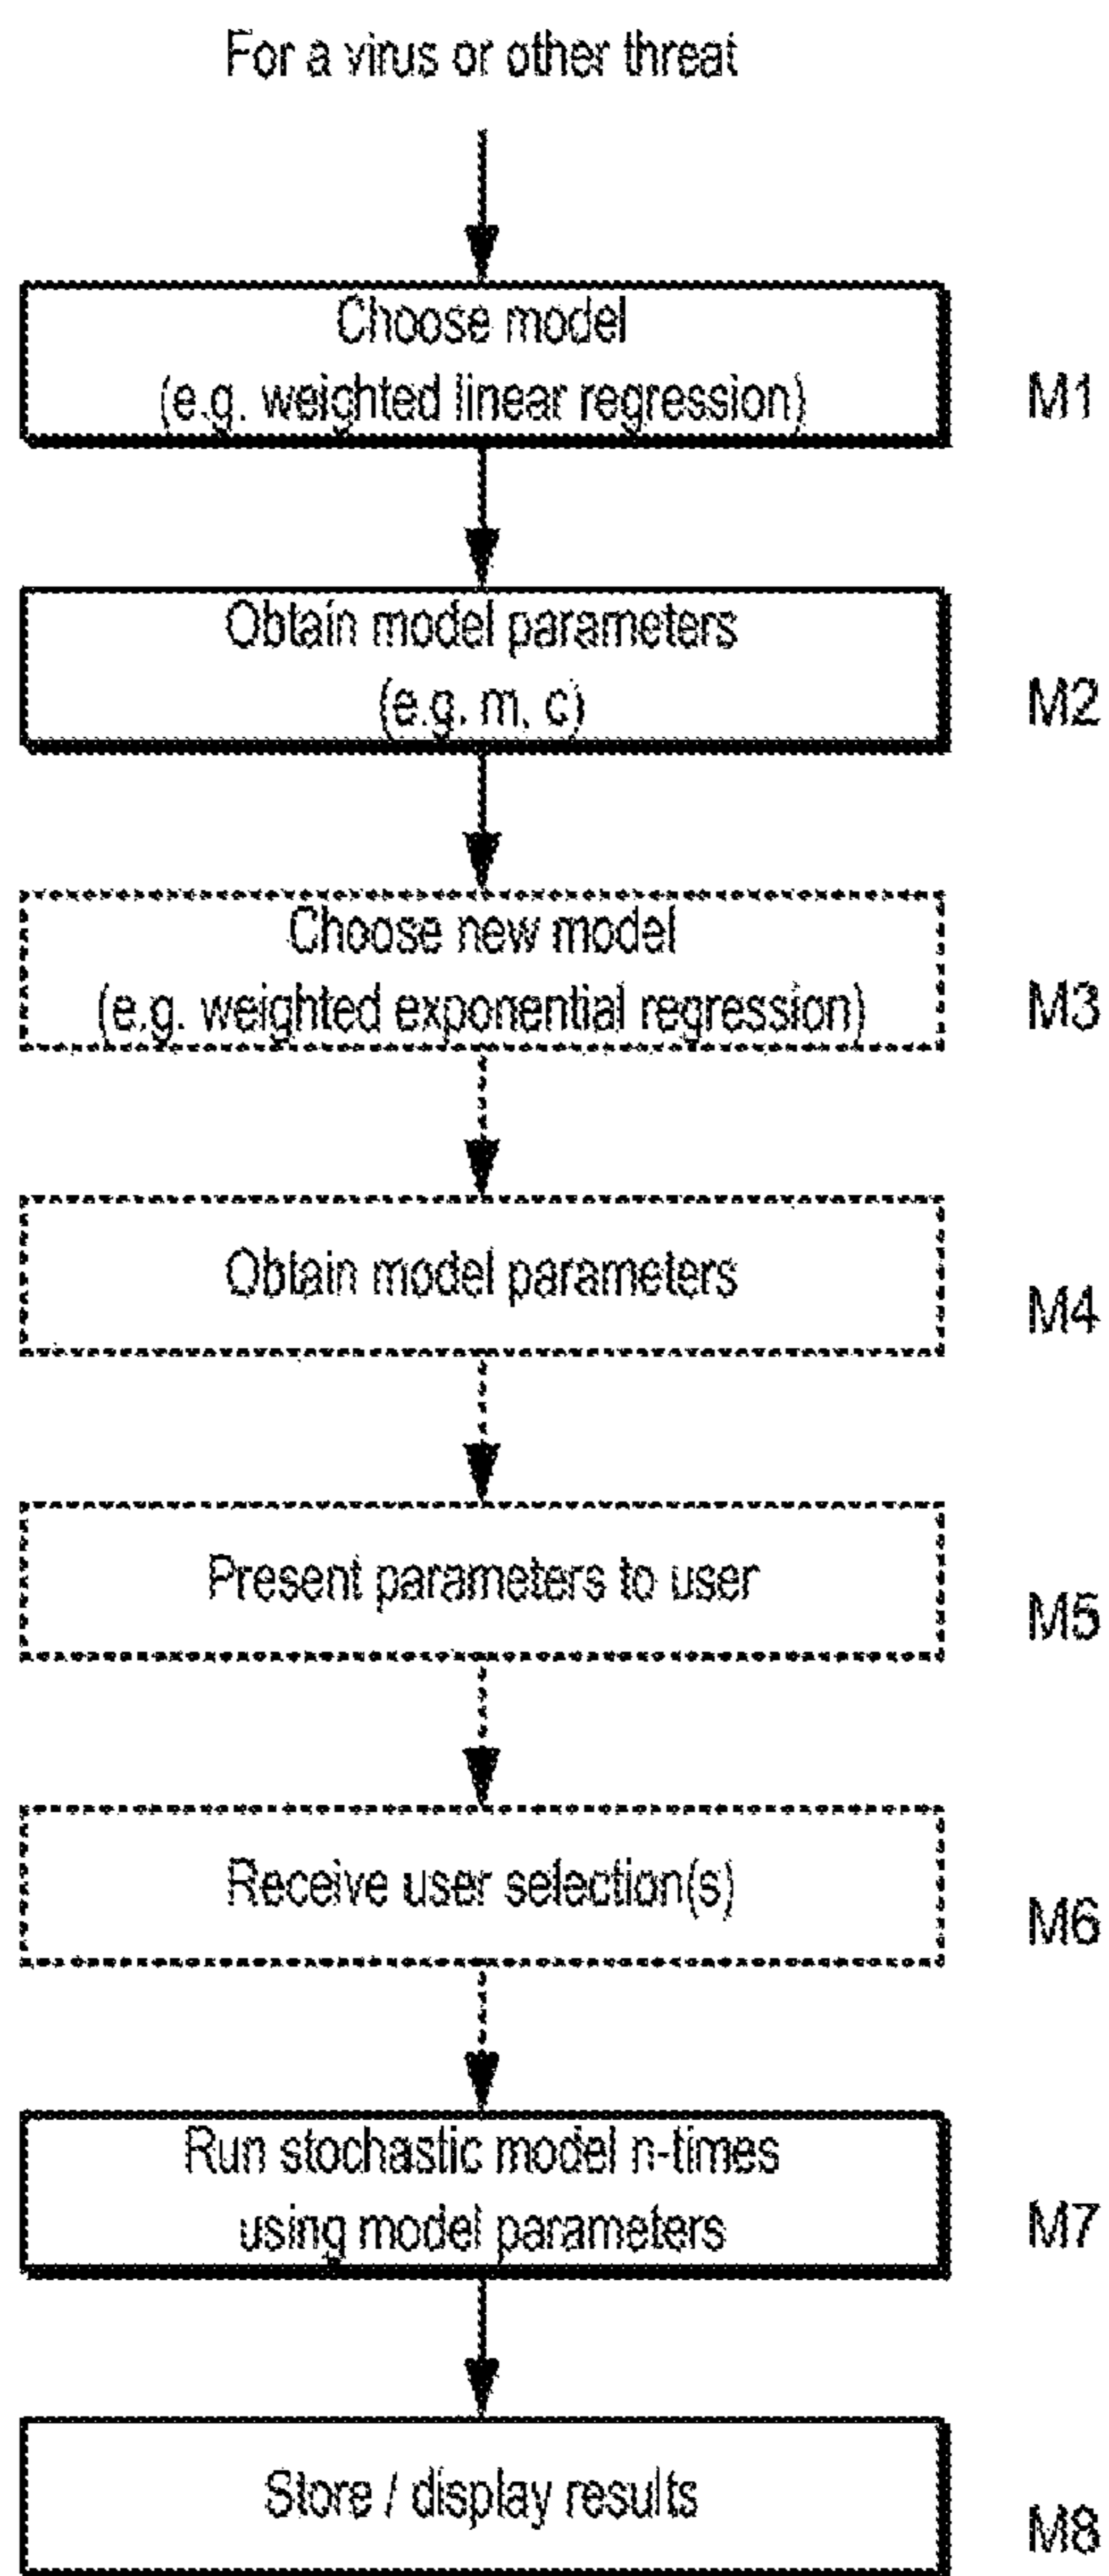 For a virus or other threat
Choose model
(e.g. weighted linear regression)
M1
Obtain model parameters
(e.g. m, c)
M2
Choose new model
(e.g. weighted exponential regression)
M3
Obtain model parameters
M4
Present parameters to user
M5
Receive user selection(s)
M6
Run stochastic model n-times
using model parameters
M7
Store / display results
M8